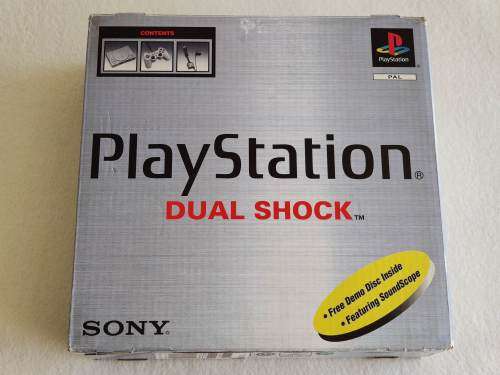 CONTENTS
PlayStation
PAL
PlayStation®
DUAL SHOCK™
• Free Demo Disc Inside
• Featuring SoundScope
SONY®